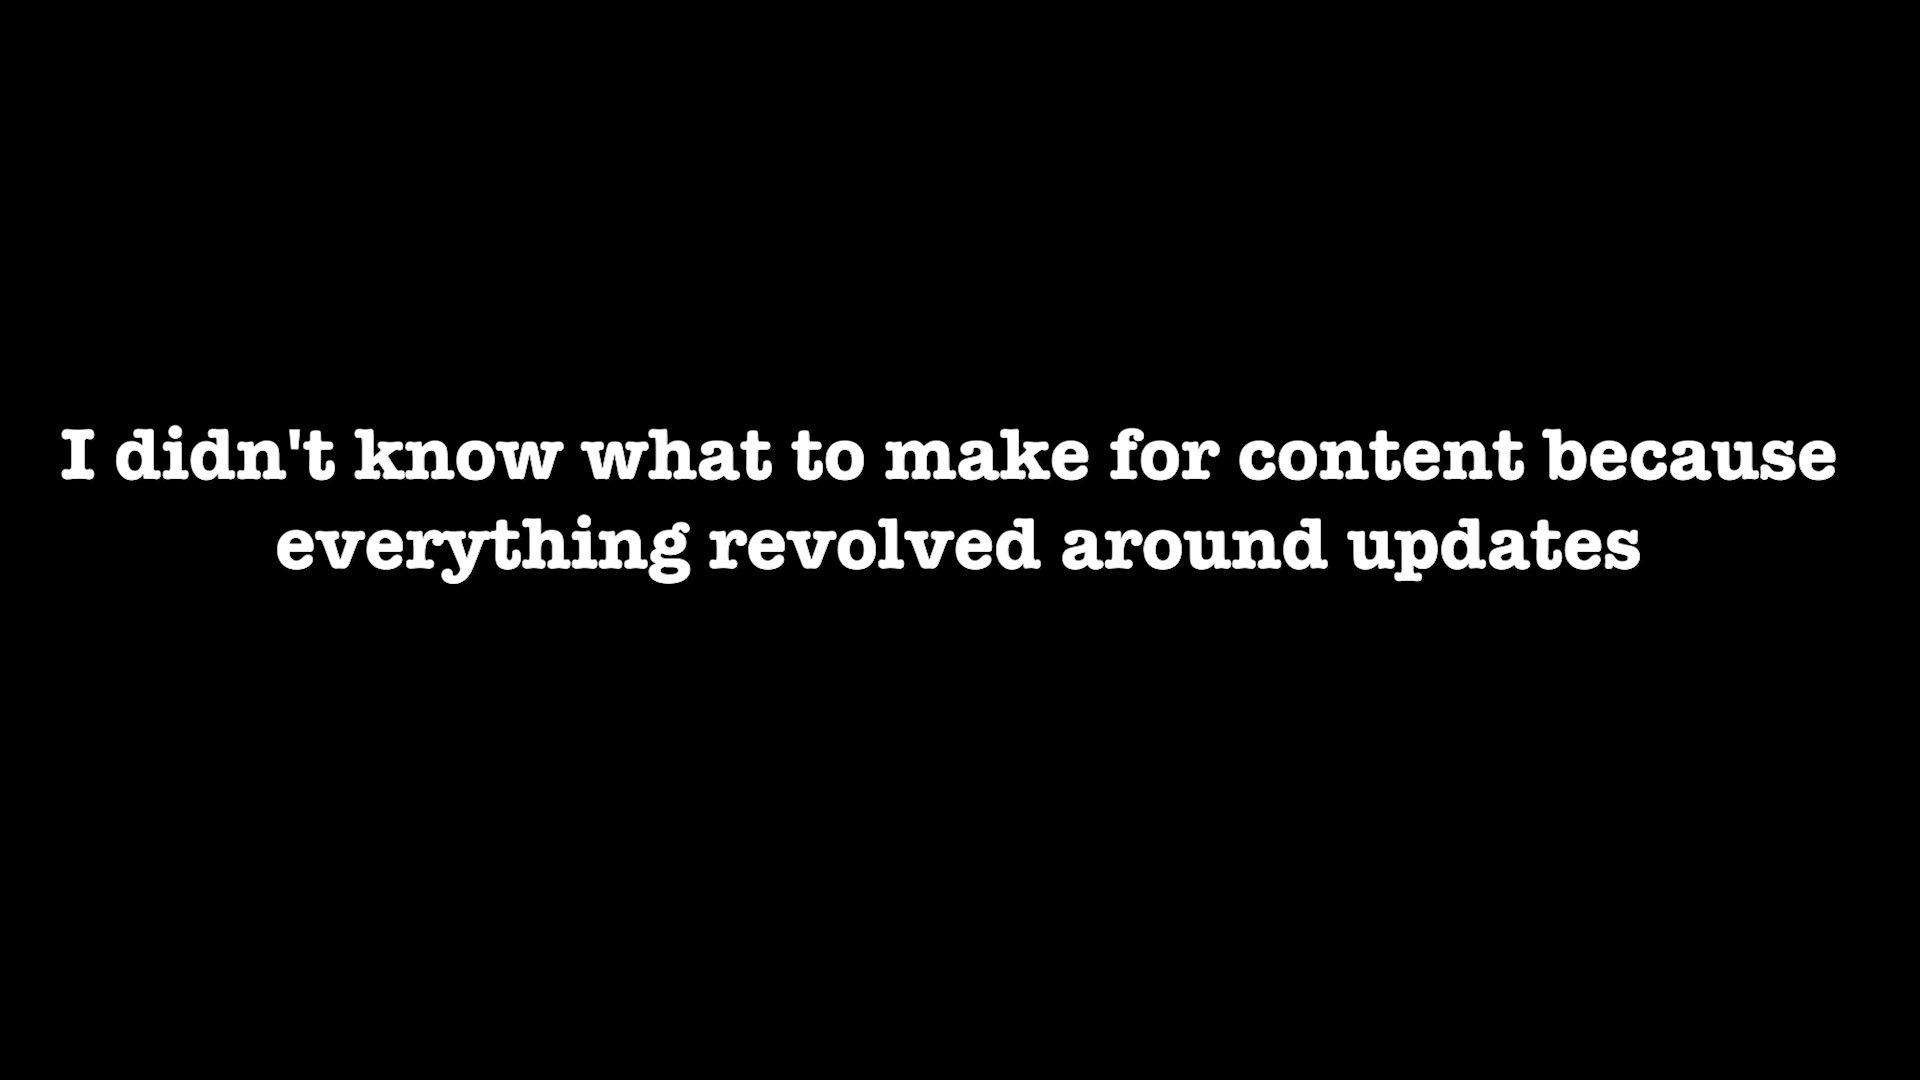 I didn't know what to make for content because
everything revolved around updates